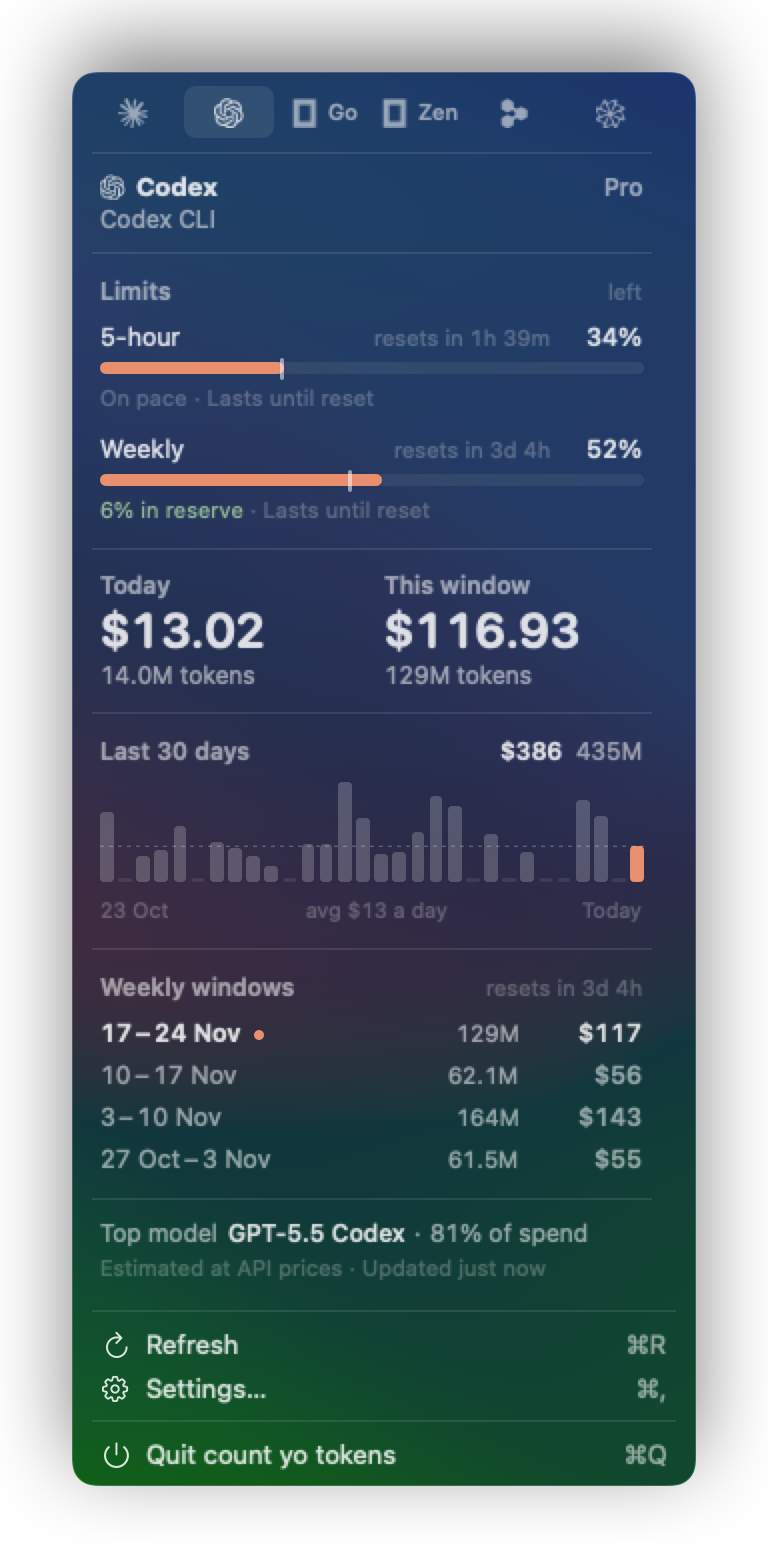 Go Zen
Codex Pro
Codex CLI
Limits left
5-hour resets in 1h 39m 34%
On pace · Lasts until reset
Weekly resets in 3d 4h 52%
6% in reserve · Lasts until reset
Today This window
$13.02 $116.93
14.0M tokens 129M tokens
Last 30 days $386 435M
23 Oct avg $13 a day Today
Weekly windows resets in 3d 4h
17–24 Nov 129M $117
10–17 Nov 62.1M $56
3–10 Nov 164M $143
27 Oct–3 Nov 61.5M $55
Top model GPT-5.5 Codex · 81% of spend
Estimated at API prices · Updated just now
Refresh ⌘R
Settings... ⌘,
Quit count yo tokens ⌘Q